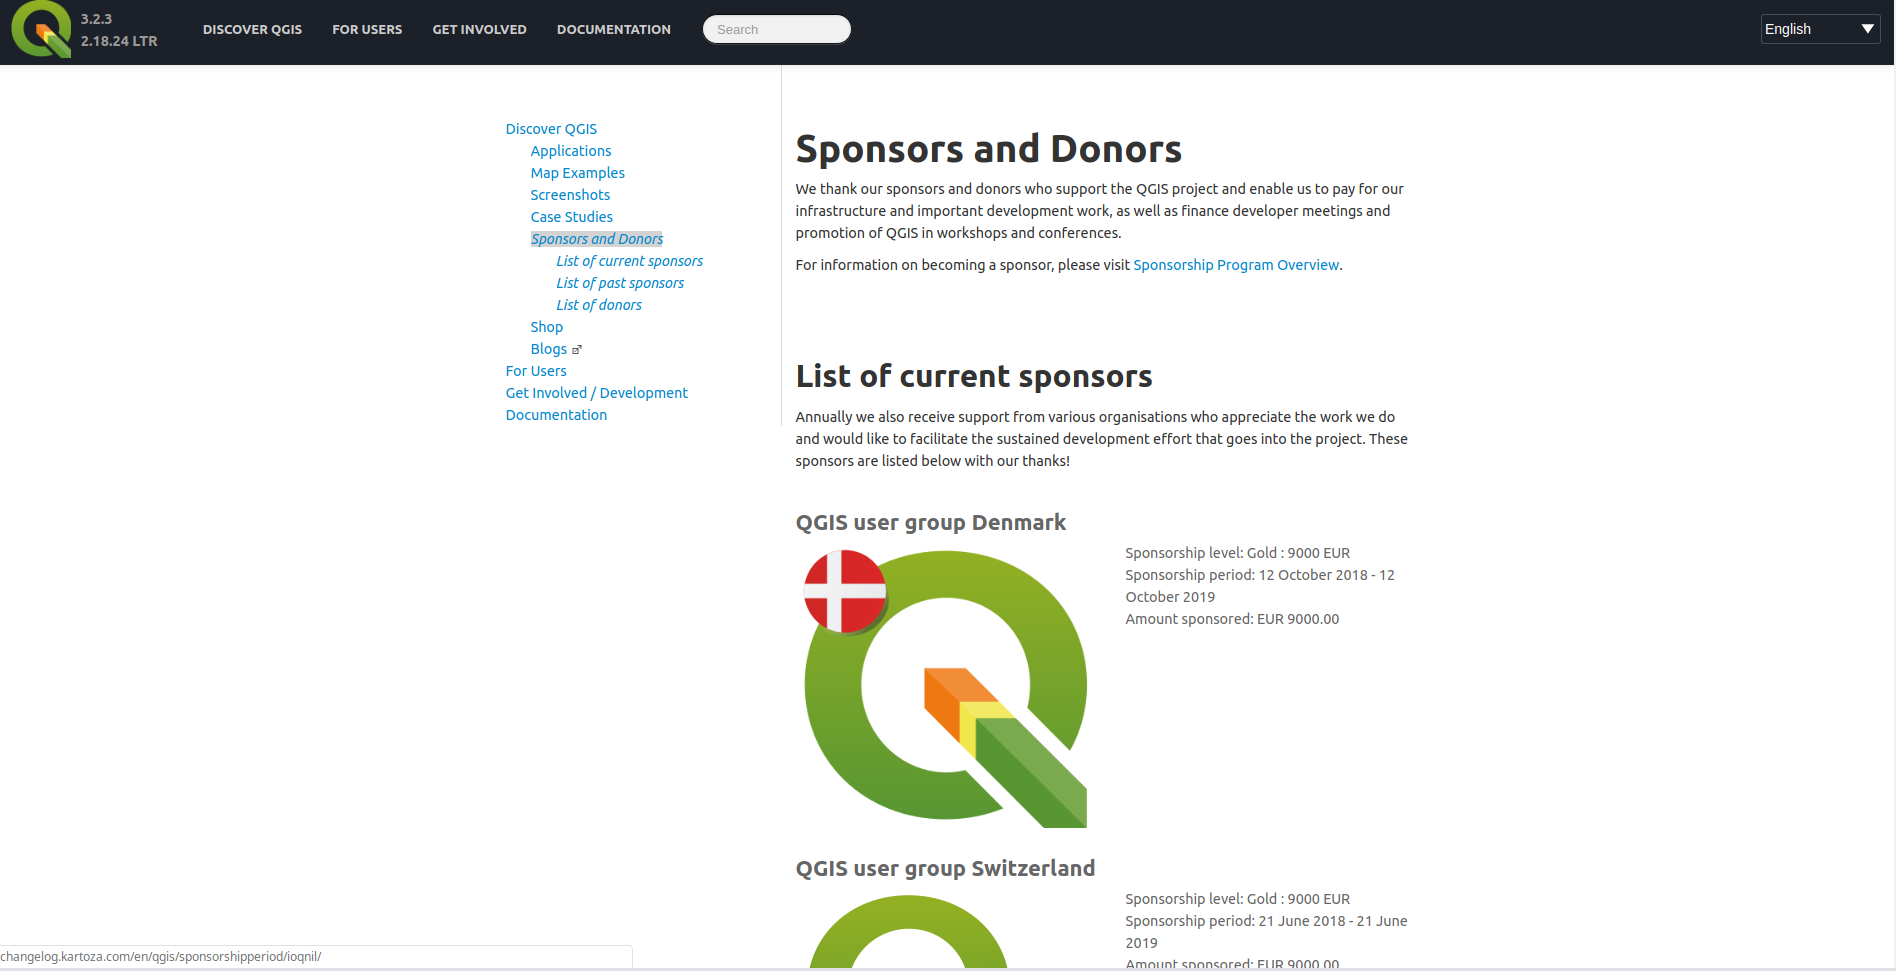 3.2.3
2.18.24 LTR
DISCOVER QGIS
FOR USERS
GET INVOLVED
DOCUMENTATION
Search
English
Discover QGIS
Applications
Map Examples
Screenshots
Case Studies
Sponsors and Donors
List of current sponsors
List of past sponsors
List of donors
Shop
Blogs
For Users
Get Involved / Development
Documentation
Sponsors and Donors
We thank our sponsors and donors who support the QGIS project and enable us to pay for our
infrastructure and important development work, as well as finance developer meetings and
promotion of QGIS in workshops and conferences.
For information on becoming a sponsor, please visit Sponsorship Program Overview.
List of current sponsors
Annually we also receive support from various organisations who appreciate the work we do
and would like to facilitate the sustained development effort that goes into the project. These
sponsors are listed below with our thanks!
QGIS user group Denmark
Sponsorship level: Gold : 9000 EUR
Sponsorship period: 12 October 2018 - 12
October 2019
Amount sponsored: EUR 9000.00
QGIS user group Switzerland
Sponsorship level: Gold : 9000 EUR
Sponsorship period: 21 June 2018 - 21 June
2019
Amount sponsored: EUR 9000.00
changelog.kartoza.com/en/qgis/sponsorshipperiod/ioqnil/